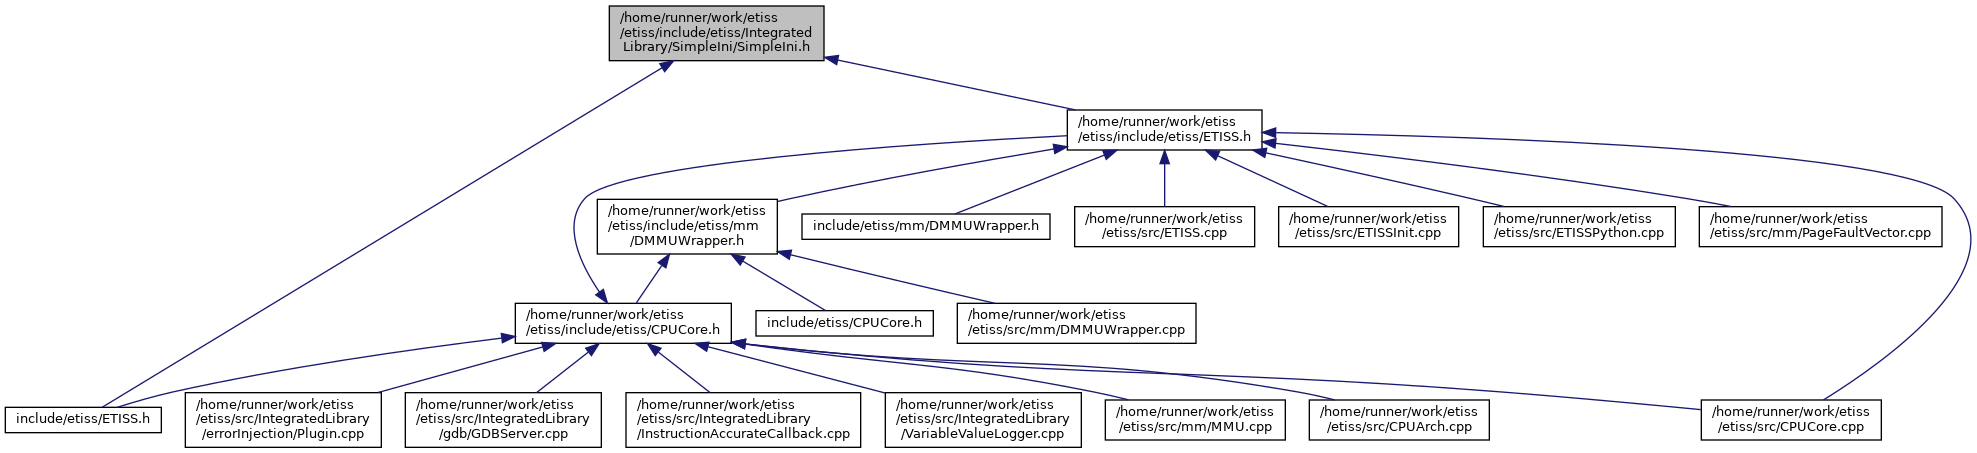 /home/runner/work/etiss
/etiss/include/etiss/Integrated
Library/SimpleIni/SimpleIni.h
/home/runner/work/etiss
/etiss/include/etiss/ETISS.h
/home/runner/work/etiss
/etiss/include/etiss/mm
/DMMUWrapper.h
include/etiss/mm/DMMUWrapper.h
/home/runner/work/etiss
/etiss/src/ETISS.cpp
/home/runner/work/etiss
/etiss/src/ETISSInit.cpp
/home/runner/work/etiss
/etiss/src/ETISSPython.cpp
/home/runner/work/etiss
/etiss/src/mm/PageFaultVector.cpp
/home/runner/work/etiss
/etiss/include/etiss/CPUCore.h
include/etiss/CPUCore.h
/home/runner/work/etiss
/etiss/src/mm/DMMUWrapper.cpp
include/etiss/ETISS.h
/home/runner/work/etiss
/etiss/src/IntegratedLibrary
/errorInjection/Plugin.cpp
/home/runner/work/etiss
/etiss/src/IntegratedLibrary
/gdb/GDBServer.cpp
/home/runner/work/etiss
/etiss/src/IntegratedLibrary
/InstructionAccurateCallback.cpp
/home/runner/work/etiss
/etiss/src/IntegratedLibrary
/VariableValueLogger.cpp
/home/runner/work/etiss
/etiss/src/mm/MMU.cpp
/home/runner/work/etiss
/etiss/src/CPUArch.cpp
/home/runner/work/etiss
/etiss/src/CPUCore.cpp